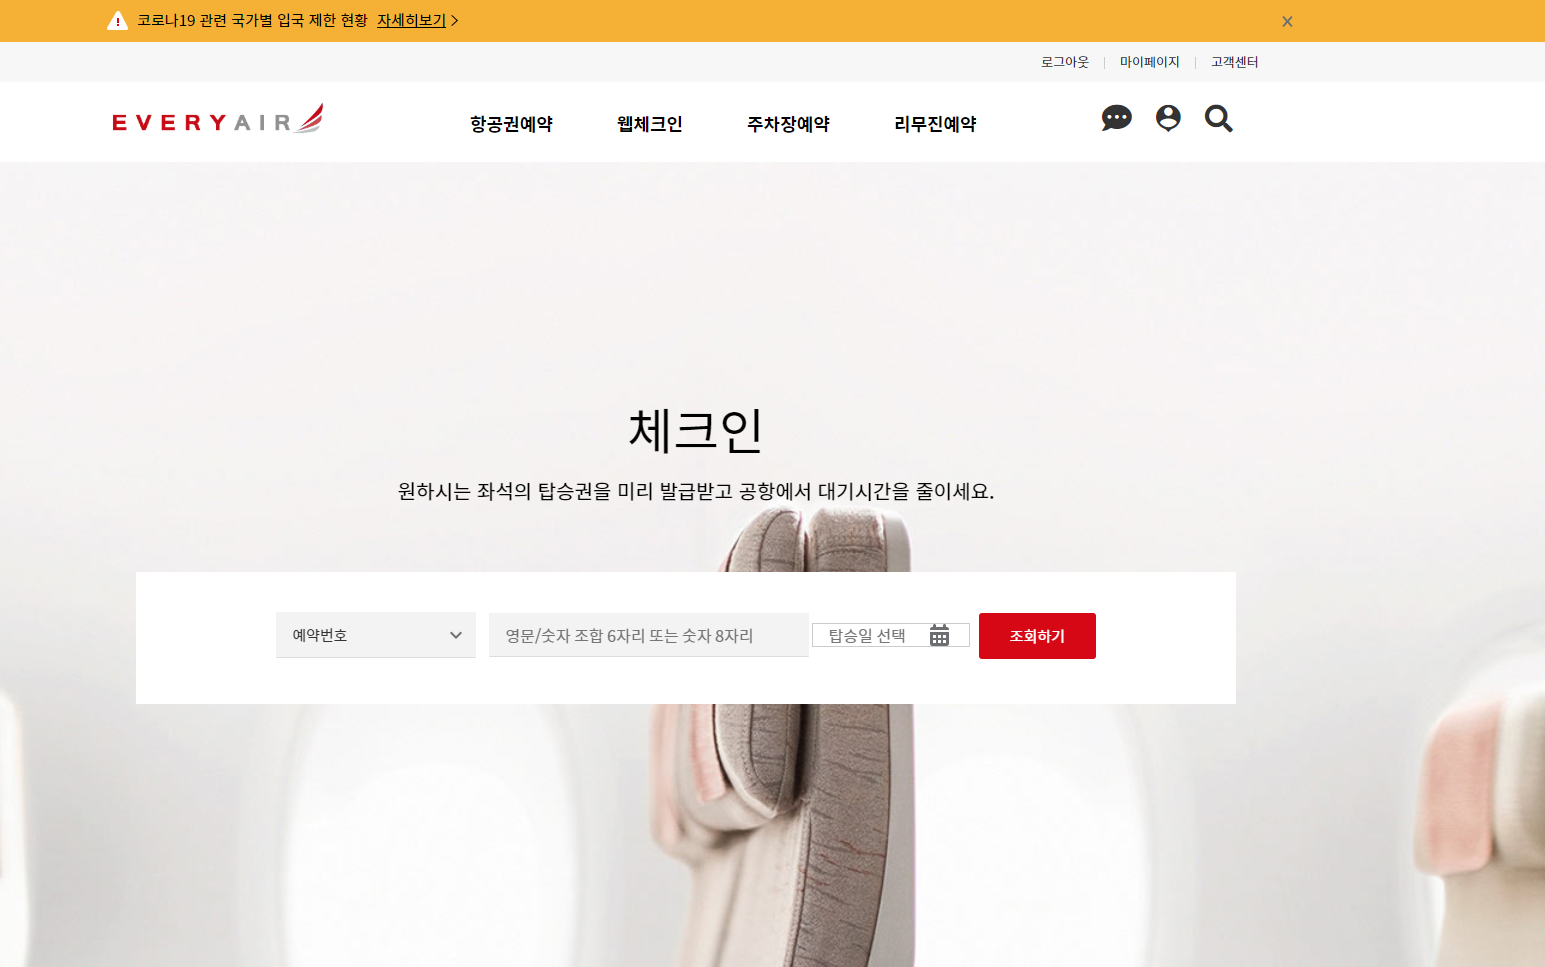 코로나19 관련 국가별 입국 제한 현황 자세히보기
로그아웃 마이페이지 고객센터
EVERYAIR 항공권예약 웹체크인 주차장예약 리무진예약
체크인
원하시는 좌석의 탑승권을 미리 발급받고 공항에서 대기시간을 줄이세요.
예약번호 영문/숫자 조합 6자리 또는 숫자 8자리 탑승일 선택 조회하기